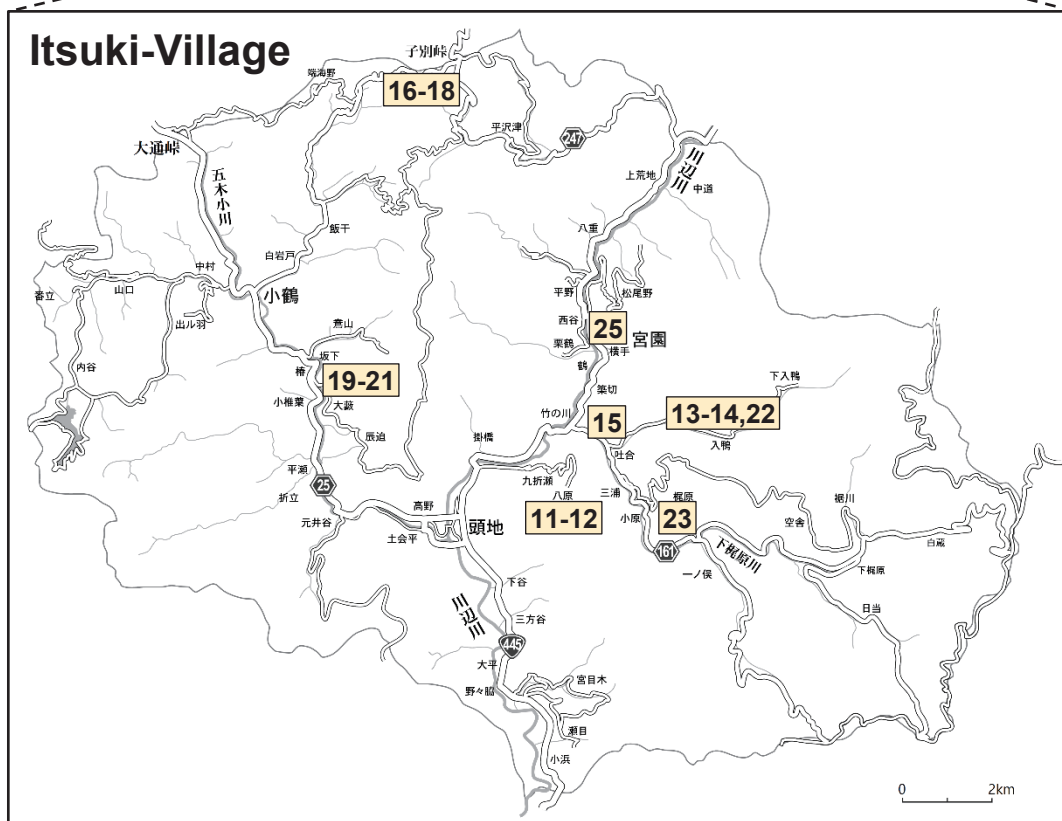 Itsuki-Village
子別峠
端海野
16-18
平沢津
247
大通峠
川辺川
五木小川
上荒地
中道
飯干
八重
白岩戸
中村
山口
番立
小鶴
平野
松尾野
出ル羽
西谷
25
宮園
栗鶴
横手
鶴
蕨山
坂下
内谷
椿
19-21
下入鴨
築切
小椎葉
大藪
13-14,22
竹の川
15
入鴨
辰迫
掛橋
吐合
平瀬
九折瀬
三浦
25
八原
梶原
裾川
折立
高野
11-12
小原
23
空舎
元井谷
頭地
土会平
161
下梶原川
白蔵
一ノ俣
下梶原
下谷
日当
川辺川
三方谷
445
大平
宮目木
野々脇
瀬目
小浜
0
2km